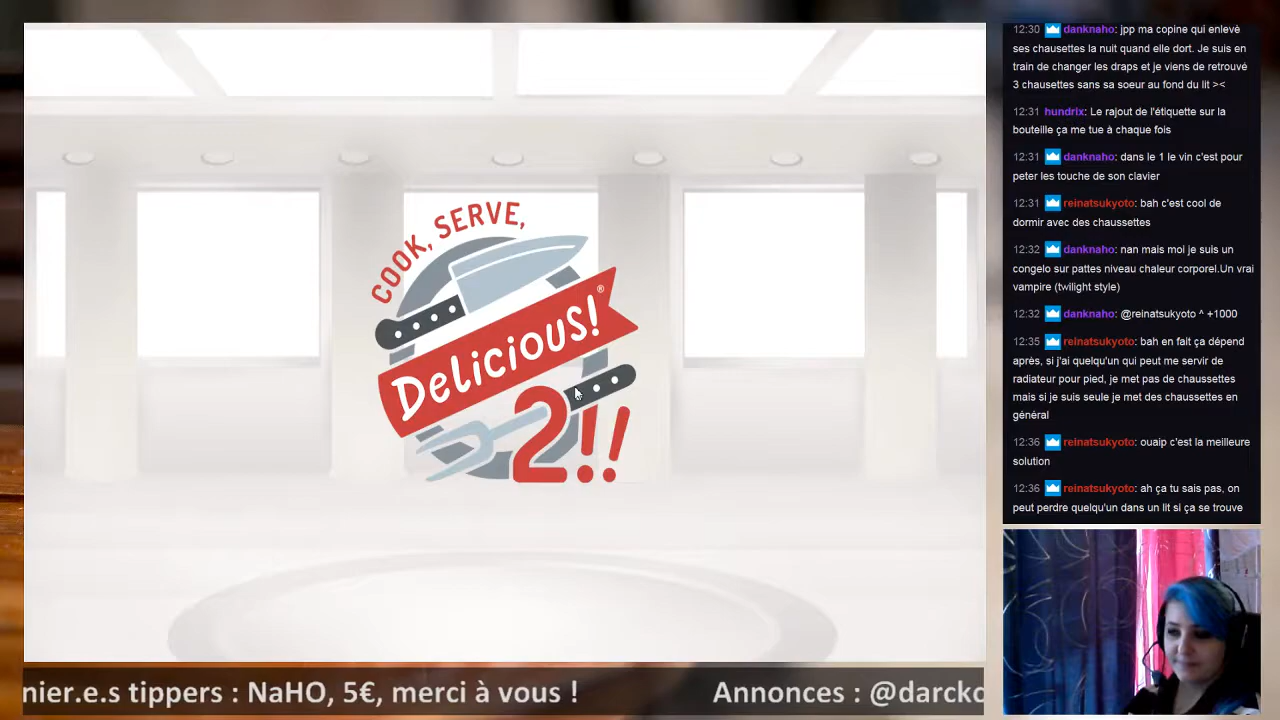 COOK, SERVE,
Delicious!®
2!!
12:30 danknaho: jpp ma copine qui enlevè
ses chausettes la nuit quand elle dort. Je suis en
train de changer les draps et je viens de retrouvé
3 chausettes sans sa soeur au fond du lit ><
12:31 hundrix: Le rajout de l'étiquette sur la
bouteille ça me tue à chaque fois
12:31 danknaho: dans le 1 le vin c'est pour
peter les touche de son clavier
12:31 reinatsukyoto: bah c'est cool de
dormir avec des chaussettes
12:32 danknaho: nan mais moi je suis un
congelo sur pattes niveau chaleur corporel.Un vrai
vampire (twilight style)
12:32 danknaho: @reinatsukyoto ^ +1000
12:35 reinatsukyoto: bah en fait ça dépend
après, si j'ai quelqu'un qui peut me servir de
radiateur pour pied, je met pas de chaussettes
mais si je suis seule je met des chaussettes en
général
12:36 reinatsukyoto: ouaip c'est la meilleure
solution
12:36 reinatsukyoto: ah ça tu sais pas, on
peut perdre quelqu'un dans un lit si ça se trouve
nier.e.s tippers : NaHO, 5€, merci à vous ! Annonces : @darckc